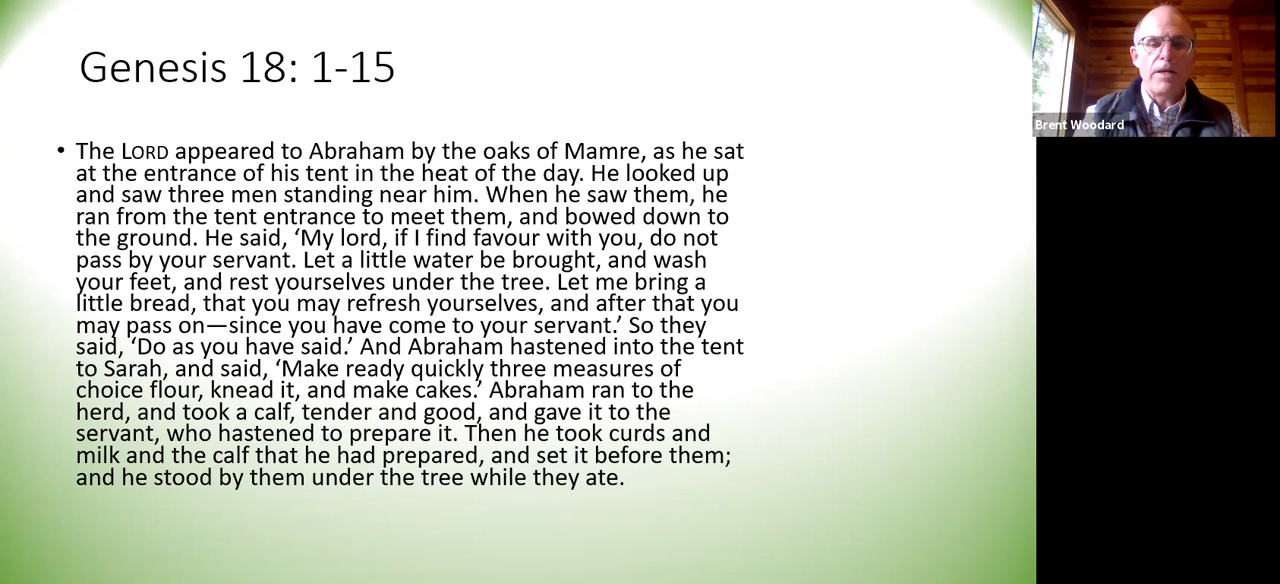 Genesis 18: 1-15
• The LORD appeared to Abraham by the oaks of Mamre, as he sat
at the entrance of his tent in the heat of the day. He looked up
and saw three men standing near him. When he saw them, he
ran from the tent entrance to meet them, and bowed down to
the ground. He said, ‘My lord, if I find favour with you, do not
pass by your servant. Let a little water be brought, and wash
your feet, and rest yourselves under the tree. Let me bring a
little bread, that you may refresh yourselves, and after that you
may pass on—since you have come to your servant.’ So they
said, ‘Do as you have said.’ And Abraham hastened into the tent
to Sarah, and said, ‘Make ready quickly three measures of
choice flour, knead it, and make cakes.’ Abraham ran to the
herd, and took a calf, tender and good, and gave it to the
servant, who hastened to prepare it. Then he took curds and
milk and the calf that he had prepared, and set it before them;
and he stood by them under the tree while they ate.
Brent Woodard